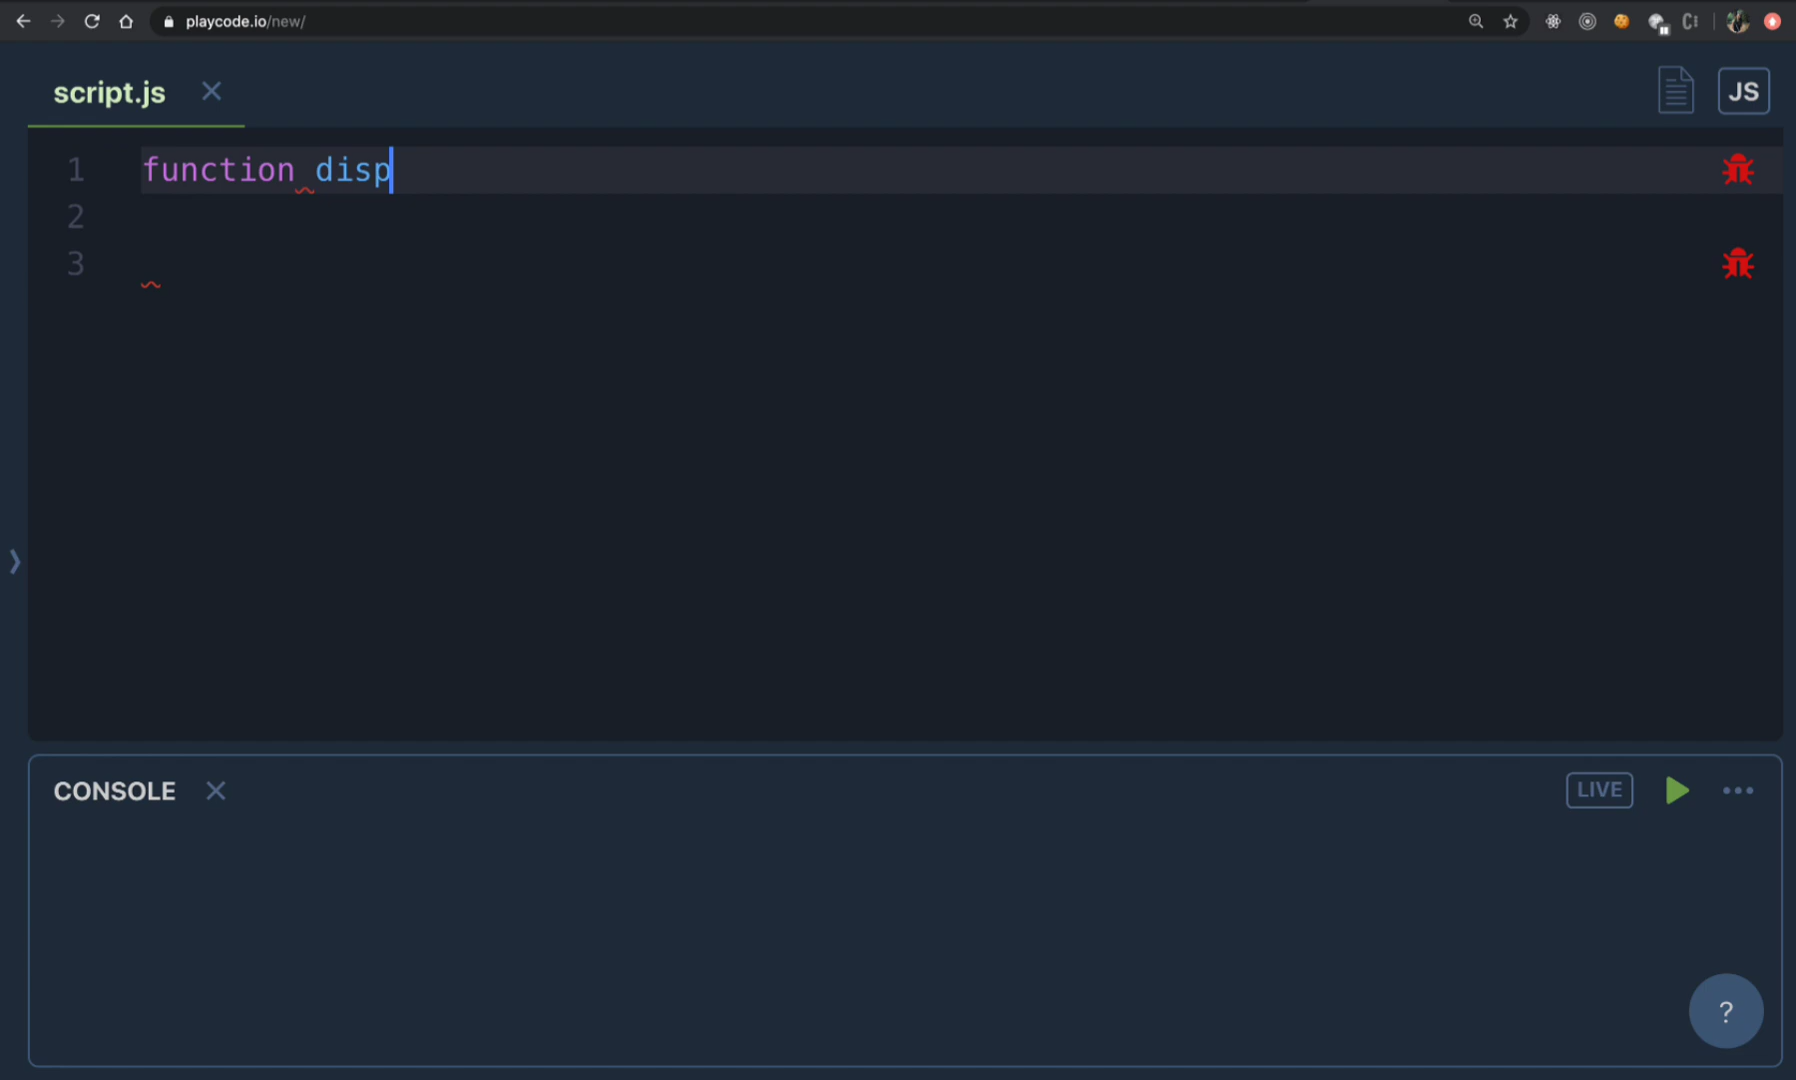 playcode.io/new/
script.js
JS
1 function disp
2
3
CONSOLE
LIVE
?